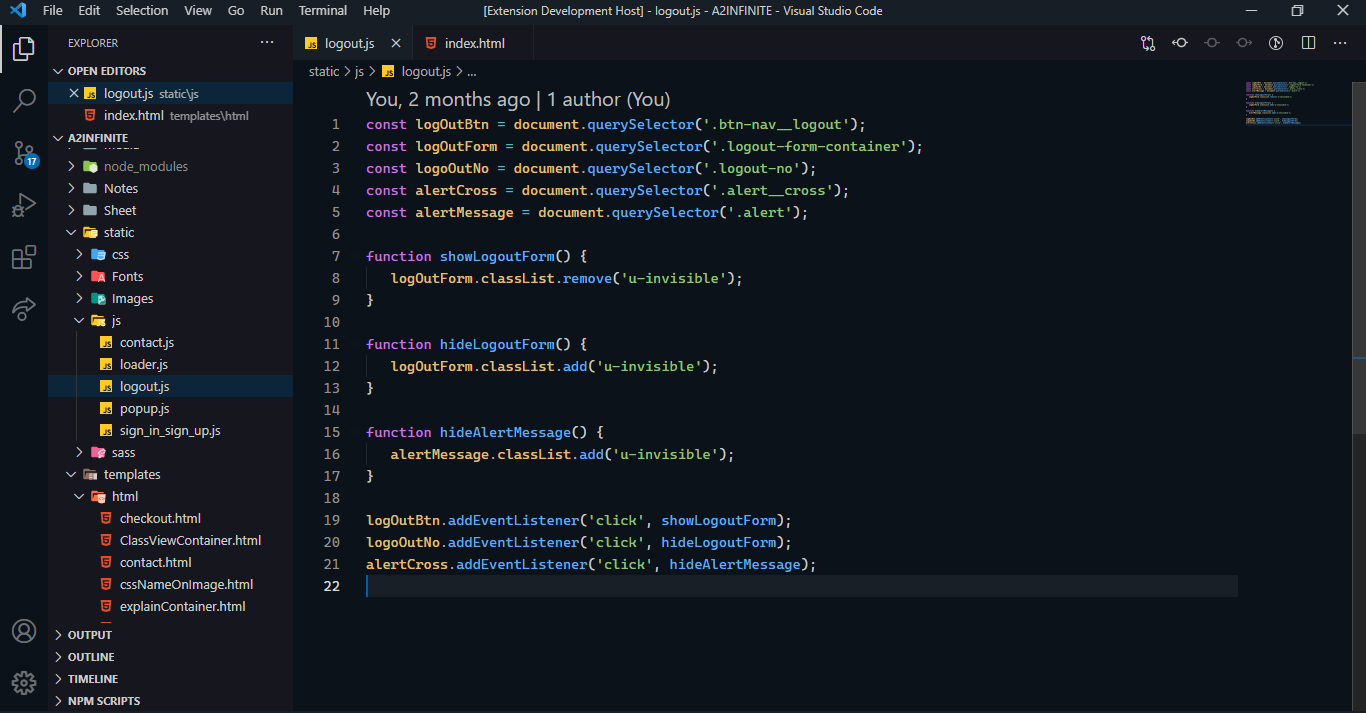 File Edit Selection View Go Run Terminal Help
[Extension Development Host] - logout.js - A2INFINITE - Visual Studio Code
EXPLORER
OPEN EDITORS
logout.js static\js
index.html templates\html
A2INFINITE
node_modules
Notes
Sheet
static
css
Fonts
Images
js
contact.js
loader.js
logout.js
popup.js
sign_in_sign_up.js
sass
templates
html
checkout.html
ClassViewContainer.html
contact.html
cssNameOnImage.html
explainContainer.html
OUTPUT
OUTLINE
TIMELINE
NPM SCRIPTS
17
logout.js
index.html
static > js > logout.js > ...
You, 2 months ago | 1 author (You)
1 const logOutBtn = document.querySelector('.btn-nav__logout');
2 const logOutForm = document.querySelector('.logout-form-container');
3 const logoOutNo = document.querySelector('.logout-no');
4 const alertCross = document.querySelector('.alert__cross');
5 const alertMessage = document.querySelector('.alert');
6
7 function showLogoutForm() {
8 logOutForm.classList.remove('u-invisible');
9 }
10
11 function hideLogoutForm() {
12 logOutForm.classList.add('u-invisible');
13 }
14
15 function hideAlertMessage() {
16 alertMessage.classList.add('u-invisible');
17 }
18
19 logOutBtn.addEventListener('click', showLogoutForm);
20 logoOutNo.addEventListener('click', hideLogoutForm);
21 alertCross.addEventListener('click', hideAlertMessage);
22